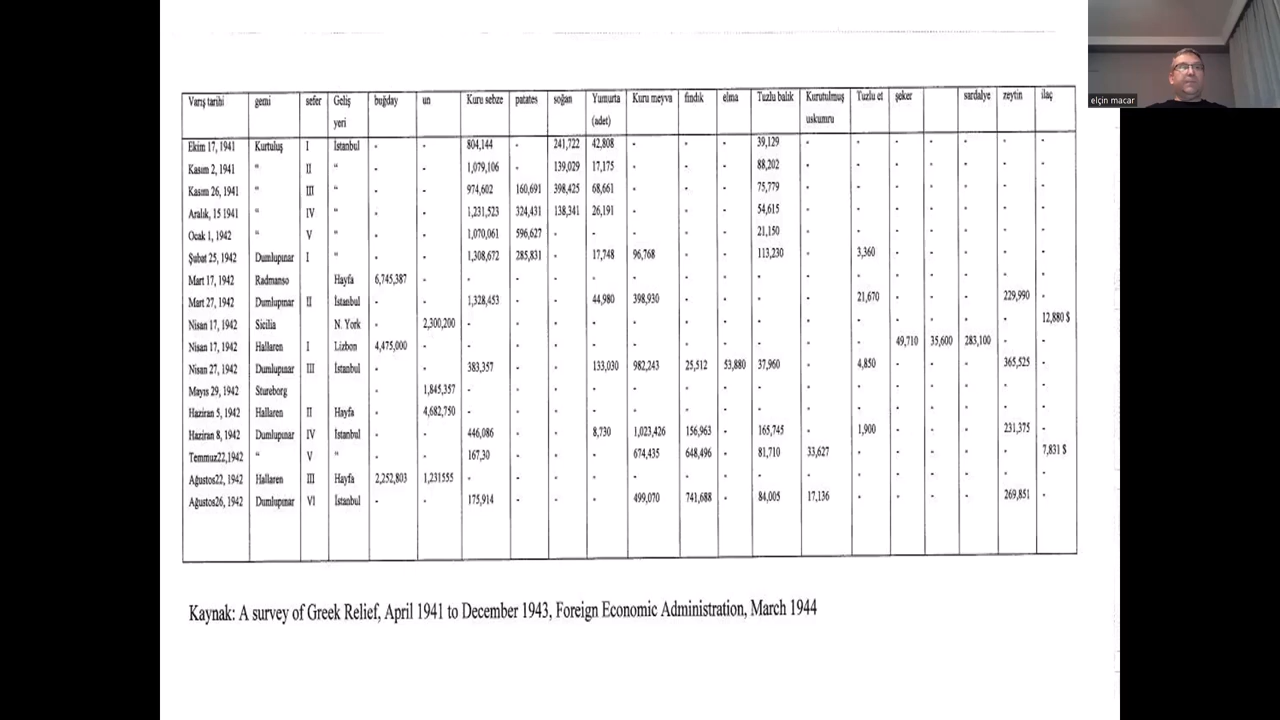 elçin macar
Varış tarihi gemi sefer Geliş yeri buğday un Kuru sebze patates soğan Yumurta (adet) Kuru meyva fındık elma Tuzlu balık Kurutulmuş uskumru Tuzlu et şeker sardalye zeytin ilaç
Ekim 17, 1941 Kurtuluş I İstanbul - - 804,144 - 241,722 42,808 - - - 39,129 - - - - - - -
Kasım 2, 1941 “ II “ - - 1,079,106 - 139,029 17,175 - - - 88,202 - - - - - - -
Kasım 26, 1941 “ III “ - - 974,602 160,691 398,425 68,661 - - - 75,779 - - - - - - -
Aralık, 15 1941 “ IV “ - - 1,231,523 324,431 138,341 26,191 - - - 54,615 - - - - - - -
Ocak 1, 1942 “ V “ - - 1,070,061 596,627 - - - - - 21,150 - - - - - - -
Şubat 25, 1942 Dumlupınar I “ - - 1,308,672 285,831 - 17,748 96,768 - - 113,230 - 3,360 - - - - -
Mart 17, 1942 Radmanso Hayfa 6,745,387 - - - - - - - - - - - - - - - -
Mart 27, 1942 Dumlupınar II İstanbul - - 1,328,453 - - 44,980 398,930 - - - - 21,670 - - - 229,990 -
Nisan 17, 1942 Sicilia N. York - 2,300,200 - - - - - - - - - - - - - - 12,880 $
Nisan 17, 1942 Hallaren I Lizbon 4,475,000 - - - - - - - - - - - 49,710 35,600 283,100 - -
Nisan 27, 1942 Dumlupınar III İstanbul - - 383,357 - - 133,030 982,243 25,512 53,880 37,960 - 4,850 - - - 365,525 -
Mayıs 29, 1942 Stureborg - 1,845,357 - - - - - - - - - - - - - - -
Haziran 5, 1942 Hallaren II Hayfa - 4,682,750 - - - - - - - - - - - - - - -
Haziran 8, 1942 Dumlupınar IV İstanbul - - 446,086 - - 8,730 1,023,426 156,963 - 165,745 - 1,900 - - - 231,375 -
Temmuz22,1942 “ V “ - - 167,30 - - - 674,435 648,496 - 81,710 33,627 - - - - - 7,831 $
Ağustos22, 1942 Hallaren III Hayfa 2,252,803 1,231555 - - - - - - - - - - - - - - -
Ağustos26, 1942 Dumlupınar VI İstanbul - - 175,914 - - - 499,070 741,688 - 84,005 17,136 - - - - 269,851 -
Kaynak: A survey of Greek Relief, April 1941 to December 1943, Foreign Economic Administration, March 1944